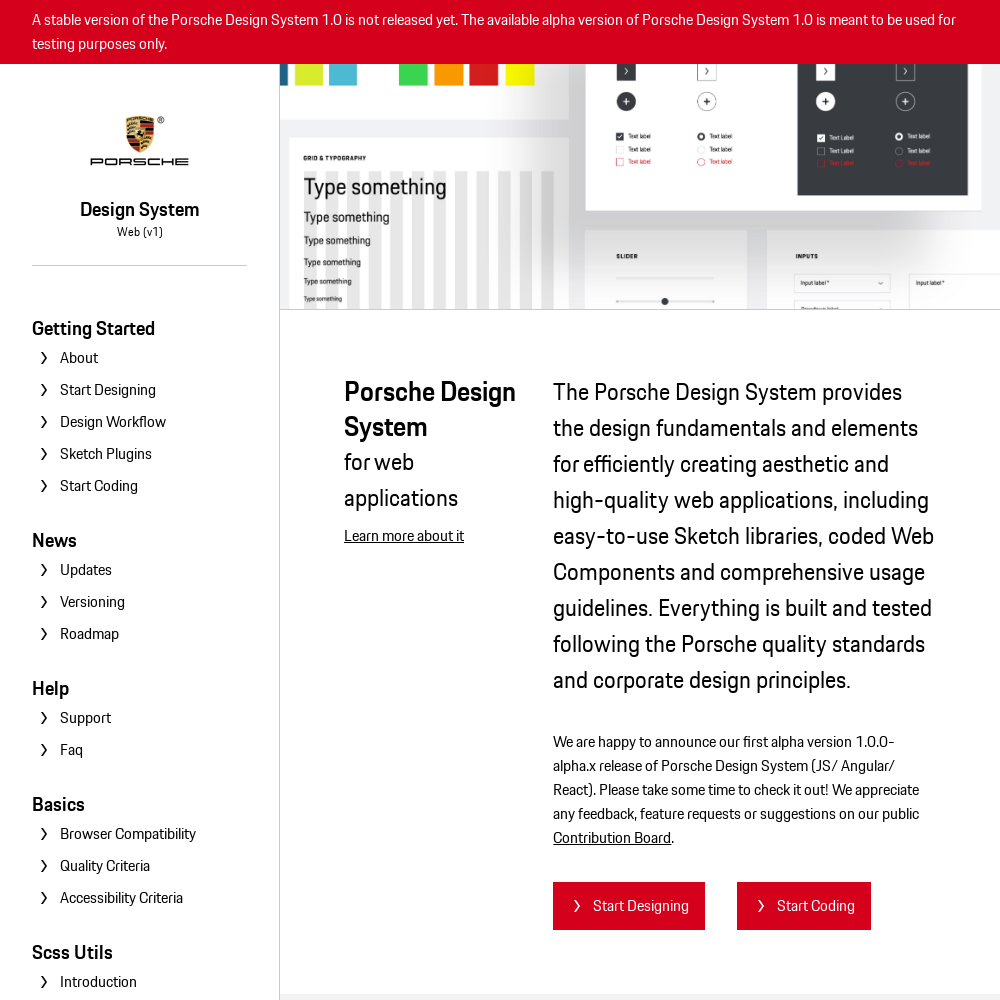 A stable version of the Porsche Design System 1.0 is not released yet. The available alpha version of Porsche Design System 1.0 is meant to be used for
testing purposes only.
PORSCHE
®
PORSCHE
Design System
Web (v1)
Getting Started
About
Start Designing
Design Workflow
Sketch Plugins
Start Coding
News
Updates
Versioning
Roadmap
Help
Support
Faq
Basics
Browser Compatibility
Quality Criteria
Accessibility Criteria
Scss Utils
Introduction
GRID & TYPOGRAPHY
Type something
Type something
Type something
Type something
Type something
Type something
Text label Text label Text Label Text label
Text label Text label Text Label Text label
Text label Text label Text Label Text label
SLIDER
INPUTS
Input label* Input label*
Porsche Design
System
for web
applications
Learn more about it
The Porsche Design System provides
the design fundamentals and elements
for efficiently creating aesthetic and
high-quality web applications, including
easy-to-use Sketch libraries, coded Web
Components and comprehensive usage
guidelines. Everything is built and tested
following the Porsche quality standards
and corporate design principles.
We are happy to announce our first alpha version 1.0.0-
alpha.x release of Porsche Design System (JS/ Angular/
React). Please take some time to check it out! We appreciate
any feedback, feature requests or suggestions on our public
Contribution Board.
Start Designing
Start Coding